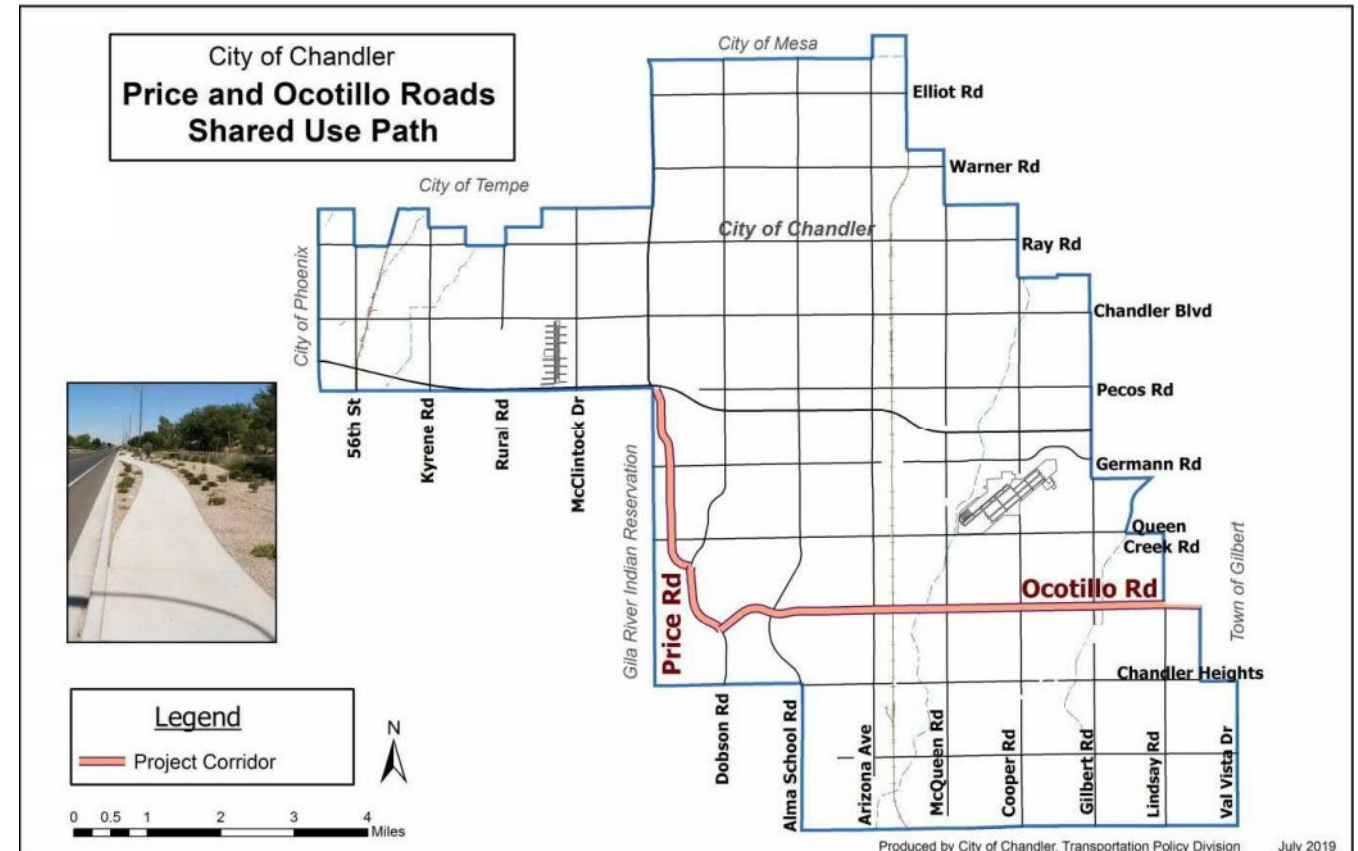 City of Chandler
Price and Ocotillo Roads
Shared Use Path
City of Mesa
Elliot Rd
Warner Rd
City of Tempe
City of Chandler
Ray Rd
City of Phoenix
Chandler Blvd
Pecos Rd
56th St
Kyrene Rd
Rural Rd
McClintock Dr
Gila River Indian Reservation
Germann Rd
Queen
Creek Rd
Town of Gilbert
Price Rd
Ocotillo Rd
Chandler Heights
Dobson Rd
Alma School Rd
Arizona Ave
McQueen Rd
Cooper Rd
Gilbert Rd
Lindsay Rd
Val Vista Dr
Legend
Project Corridor
N
0 0.5 1 2 3 4
Miles
Produced by City of Chandler, Transportation Policy Division July 2019